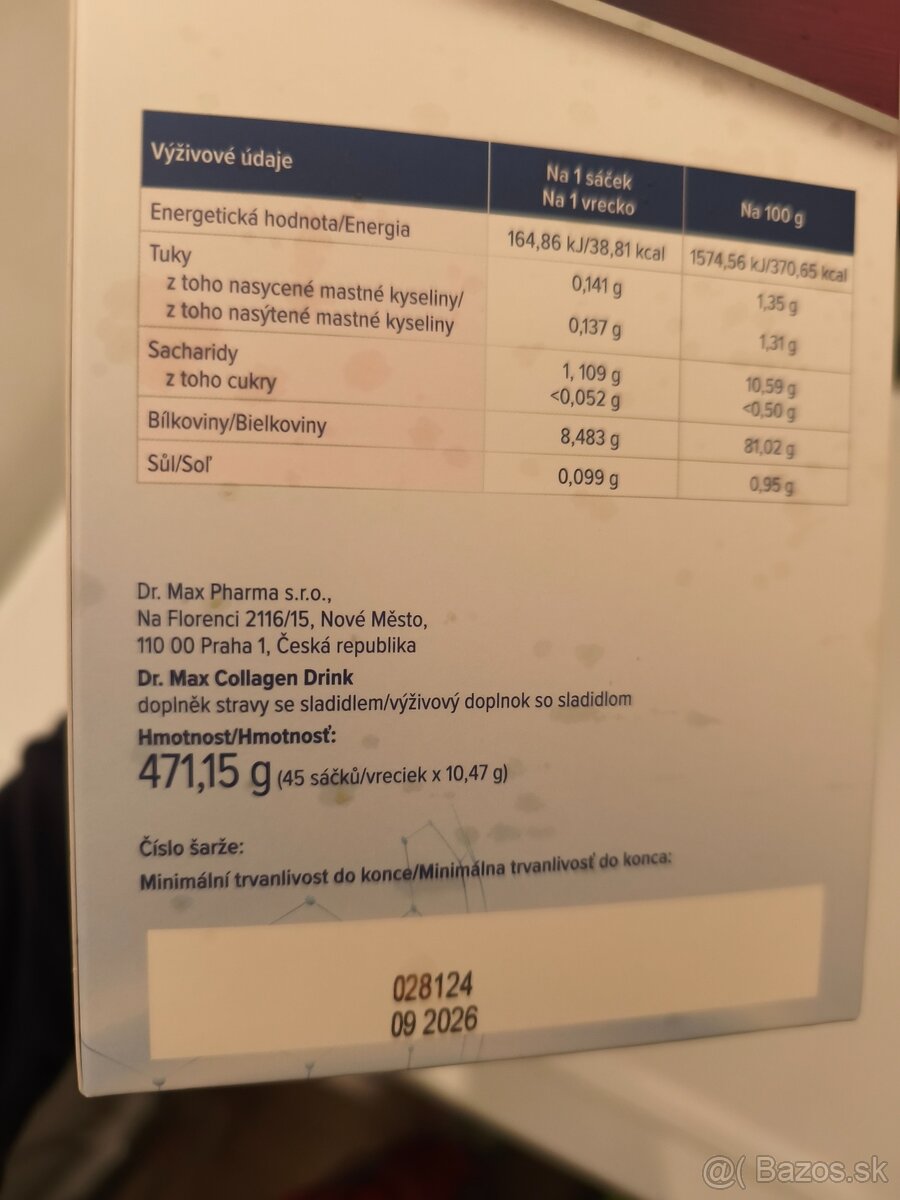 Výživové údaje
Na 1 sáček
Na 1 vrecko
Na 100 g
Energetická hodnota/Energia 164,86 kJ/38,81 kcal 1574,56 kJ/370,65 kcal
Tuky 0,141 g 1,35 g
z toho nasycené mastné kyseliny/
z toho nasýtené mastné kyseliny 0,137 g 1,31 g
Sacharidy 1, 109 g 10,59 g
z toho cukry <0,052 g <0,50 g
Bílkoviny/Bielkoviny 8,483 g 81,02 g
Sůl/Soľ 0,099 g 0,95 g
Dr. Max Pharma s.r.o.,
Na Florenci 2116/15, Nové Město,
110 00 Praha 1, Česká republika
Dr. Max Collagen Drink
doplněk stravy se sladidlem/výživový doplnok so sladidlom
Hmotnost/Hmotnosť:
471,15 g (45 sáčků/vreciek x 10,47 g)
Číslo šarže:
Minimální trvanlivost do konce/Minimálna trvanlivosť do konca:
028124
09 2026
@( Bazos.sk